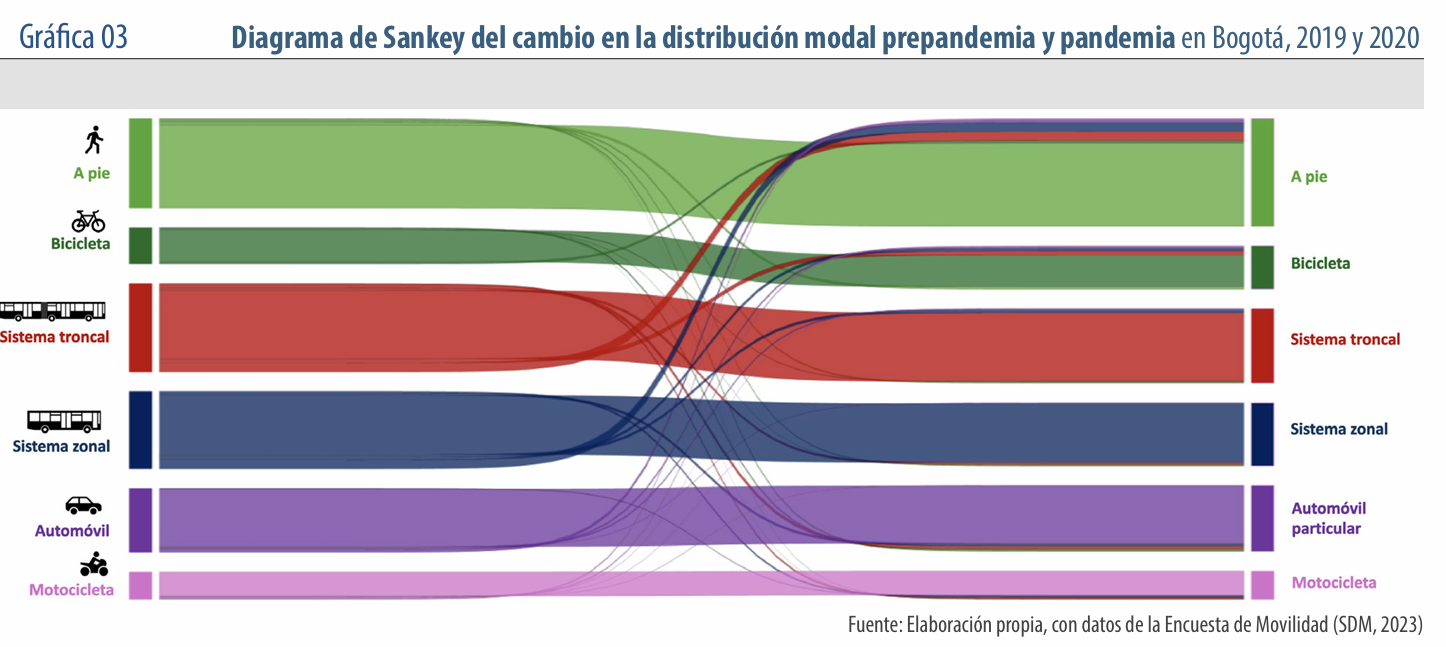 Gráfica 03
Diagrama de Sankey del cambio en la distribución modal prepandemia y pandemia en Bogotá, 2019 y 2020
A pie
Bicicleta
Sistema troncal
Sistema zonal
Automóvil
Motocicleta
A pie
Bicicleta
Sistema troncal
Sistema zonal
Automóvil
particular
Motocicleta
Fuente: Elaboración propia, con datos de la Encuesta de Movilidad (SDM, 2023)